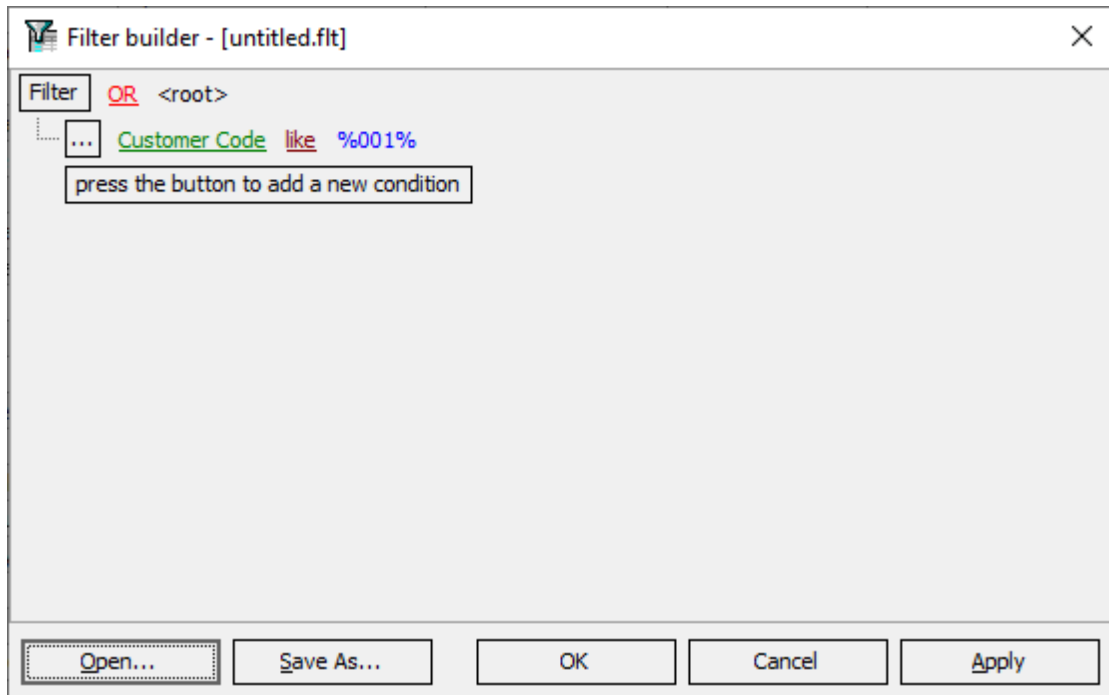 Filter builder - [untitled.flt]
Filter OR <root>
... Customer Code like %001%
press the button to add a new condition
Open... Save As... OK Cancel Apply